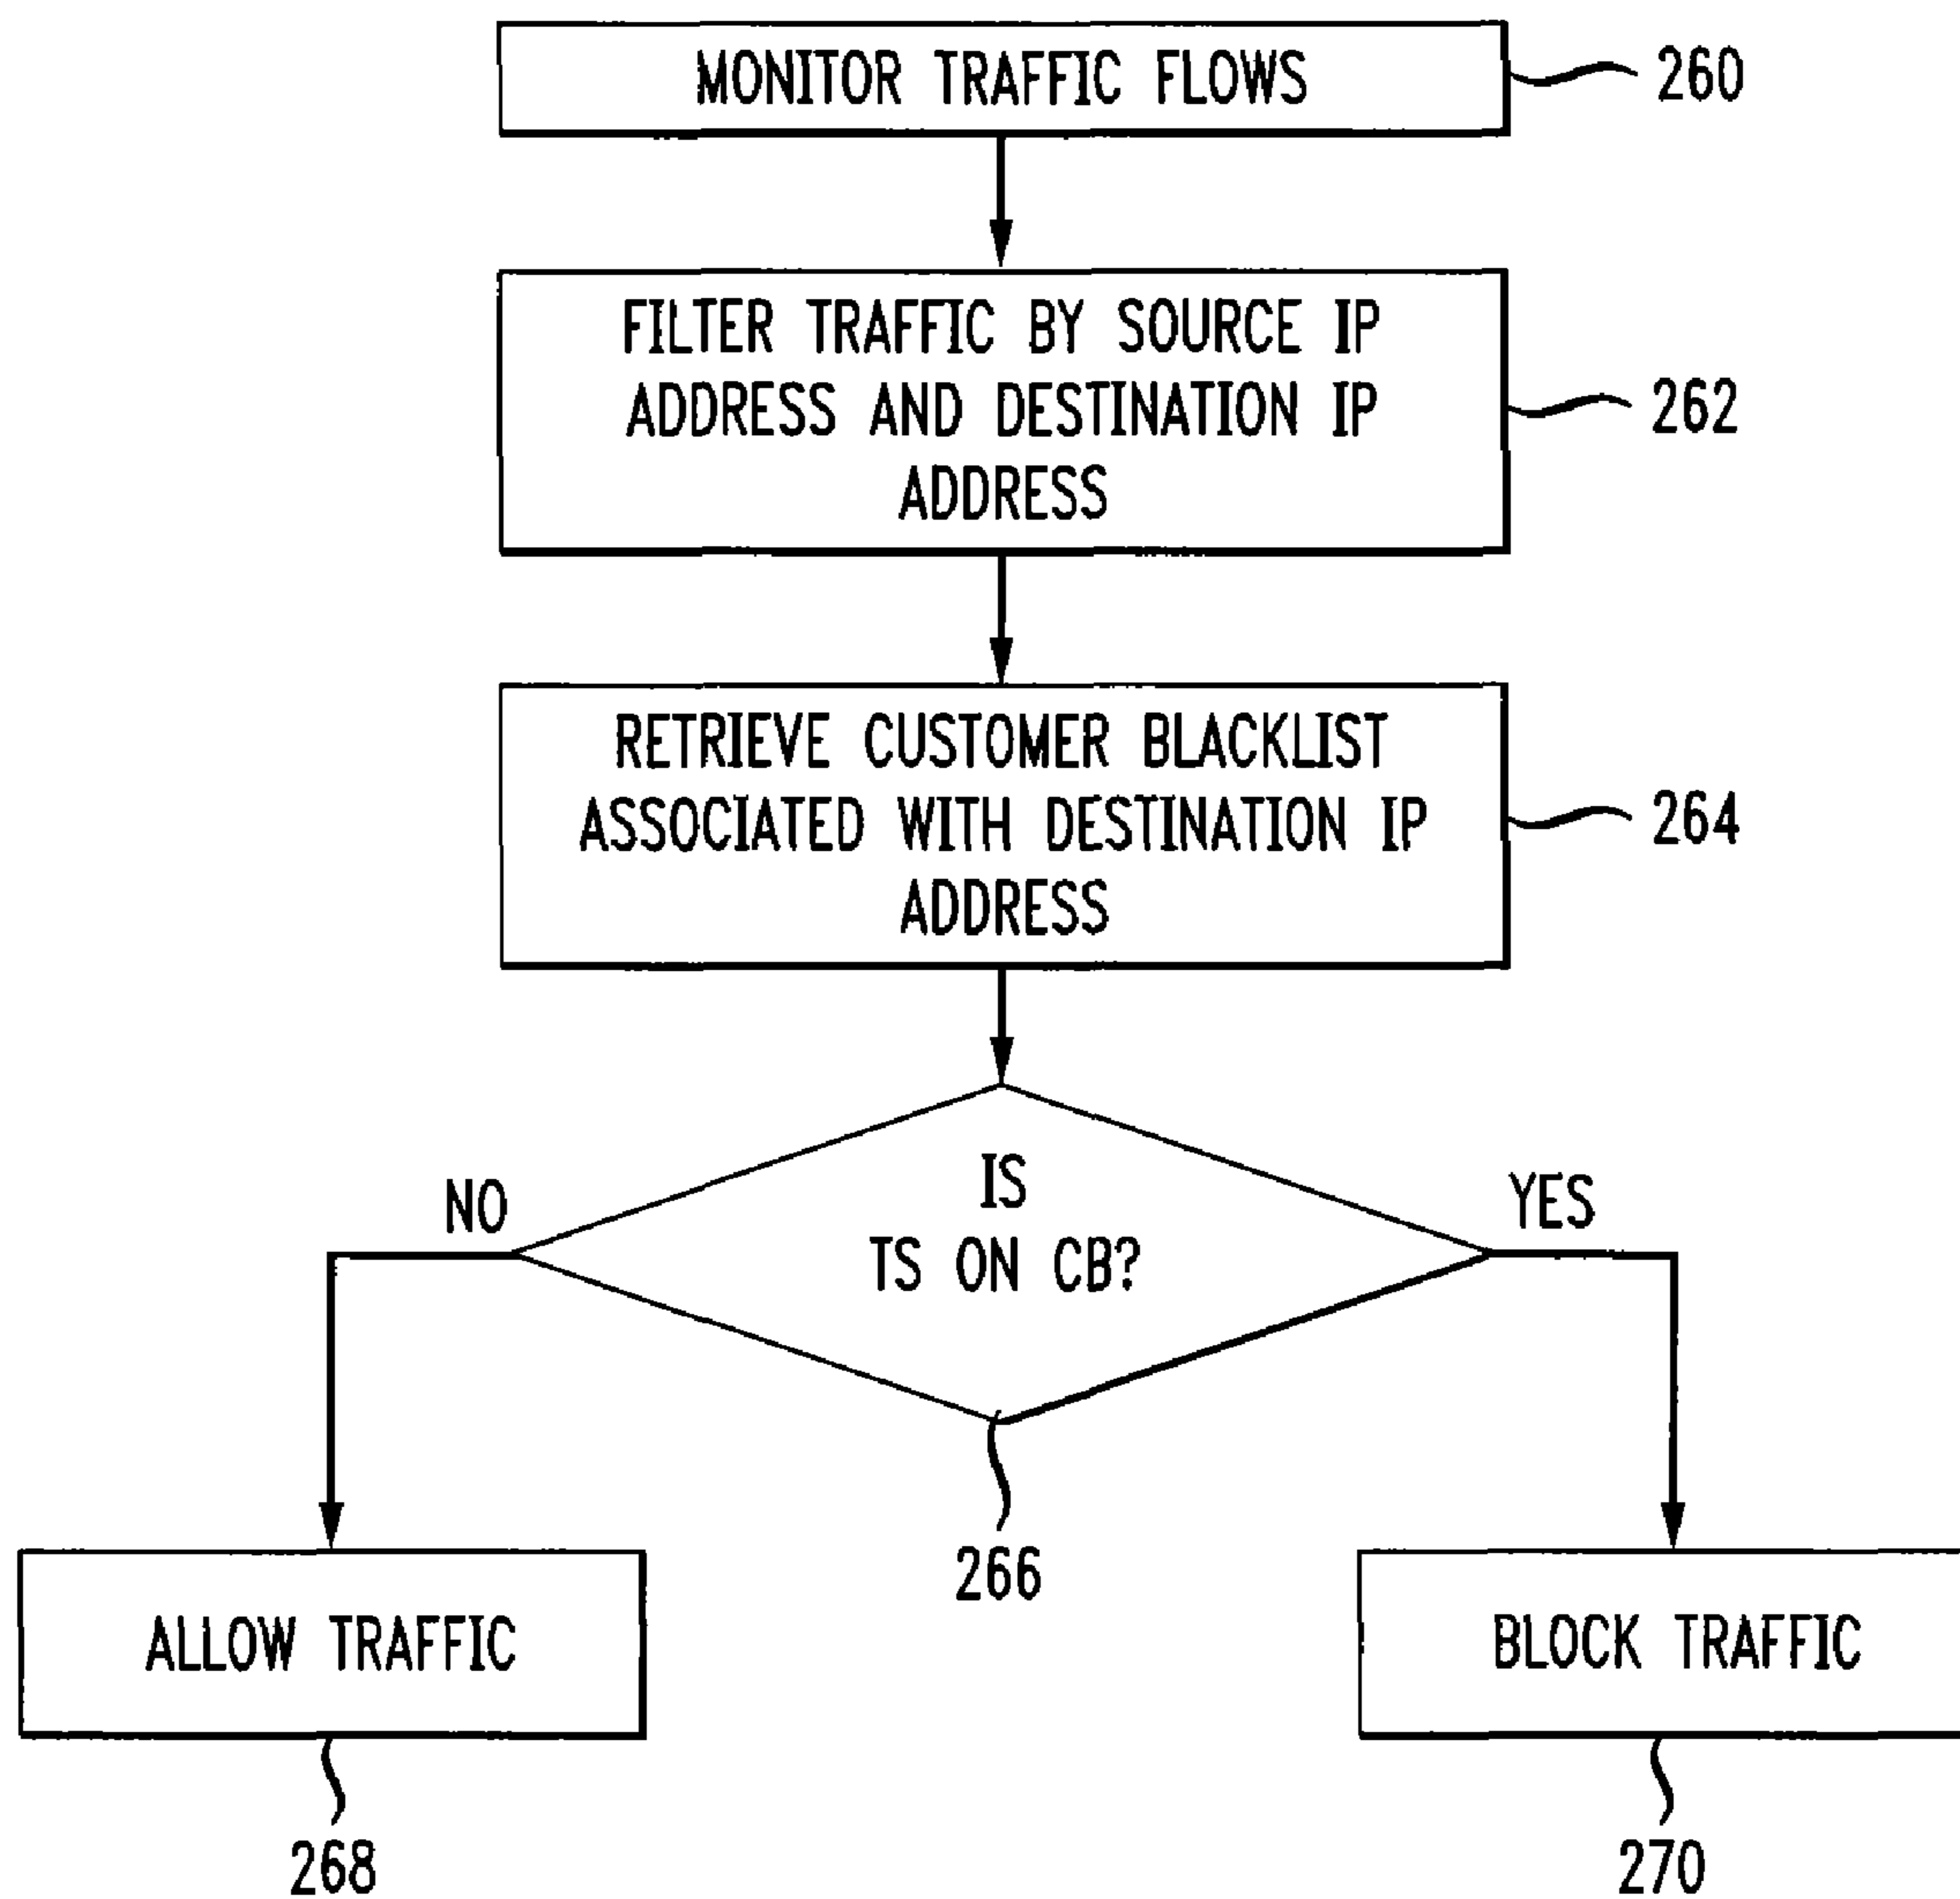 MONITOR TRAFFIC FLOWS
260
FILTER TRAFFIC BY SOURCE IP
ADDRESS AND DESTINATION IP
ADDRESS
262
RETRIEVE CUSTOMER BLACKLIST
ASSOCIATED WITH DESTINATION IP
ADDRESS
264
IS
TS ON CB?
NO
YES
266
ALLOW TRAFFIC
268
BLOCK TRAFFIC
270